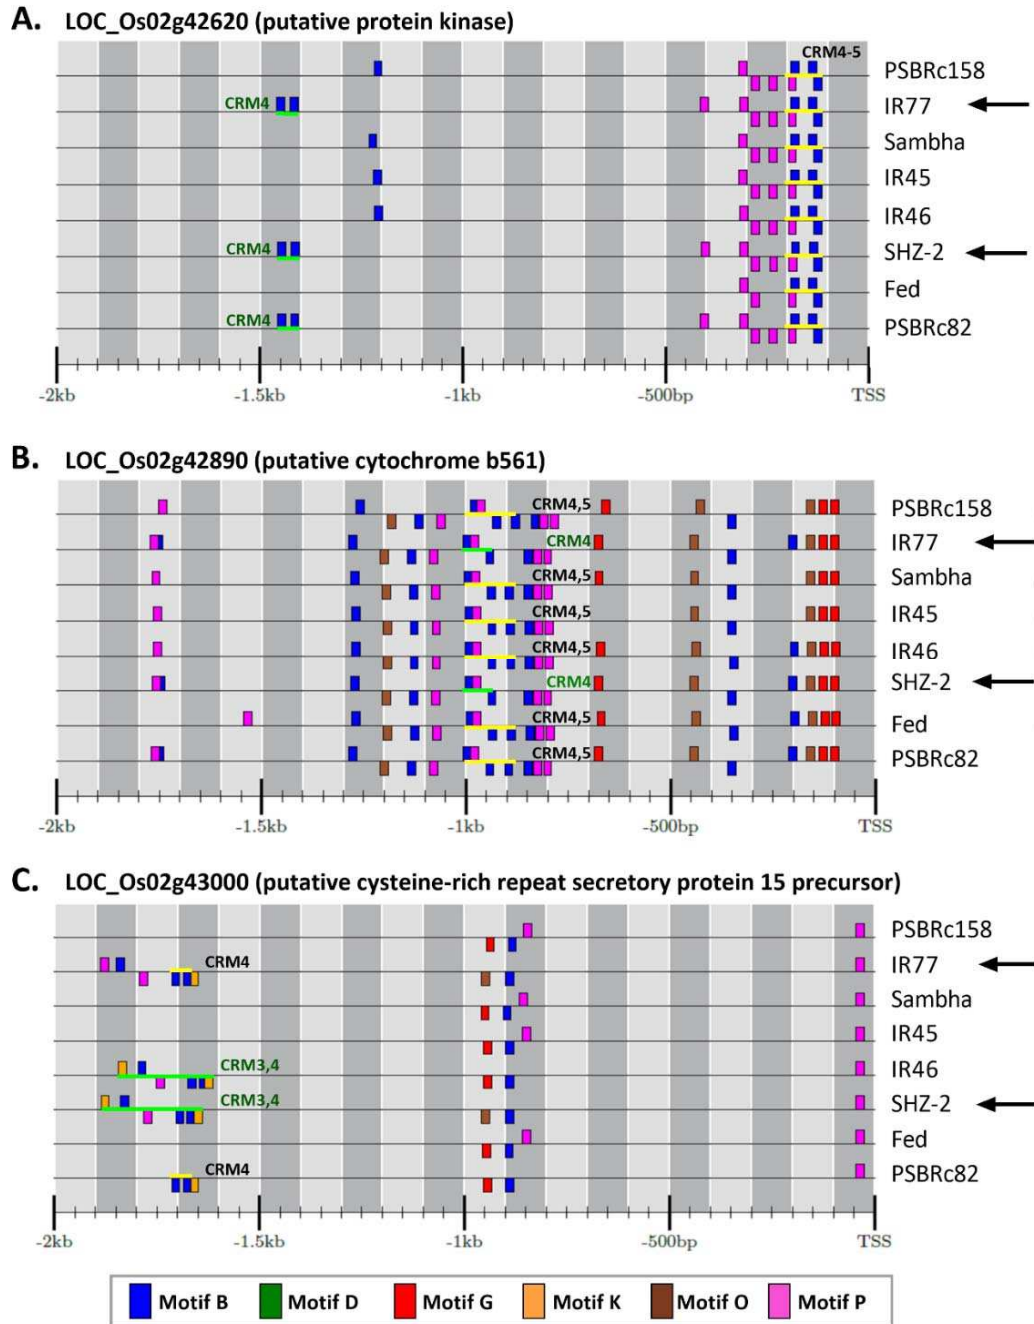 A. LOC_Os02g42620 (putative protein kinase)
CRM4-5
PSBRc158
CRM4
IR77
Sambha
IR45
IR46
CRM4
SHZ-2
Fed
CRM4
PSBRc82
-2kb -1.5kb -1kb -500bp TSS
B. LOC_Os02g42890 (putative cytochrome b561)
CRM4,5
PSBRc158
CRM4
IR77
CRM4,5
Sambha
CRM4,5
IR45
CRM4,5
IR46
CRM4
SHZ-2
CRM4,5
Fed
CRM4,5
PSBRc82
-2kb -1.5kb -1kb -500bp TSS
C. LOC_Os02g43000 (putative cysteine-rich repeat secretory protein 15 precursor)
PSBRc158
CRM4
IR77
Sambha
IR45
CRM3,4
IR46
CRM3,4
SHZ-2
Fed
CRM4
PSBRc82
-2kb -1.5kb -1kb -500bp TSS
Motif B Motif D Motif G Motif K Motif O Motif P